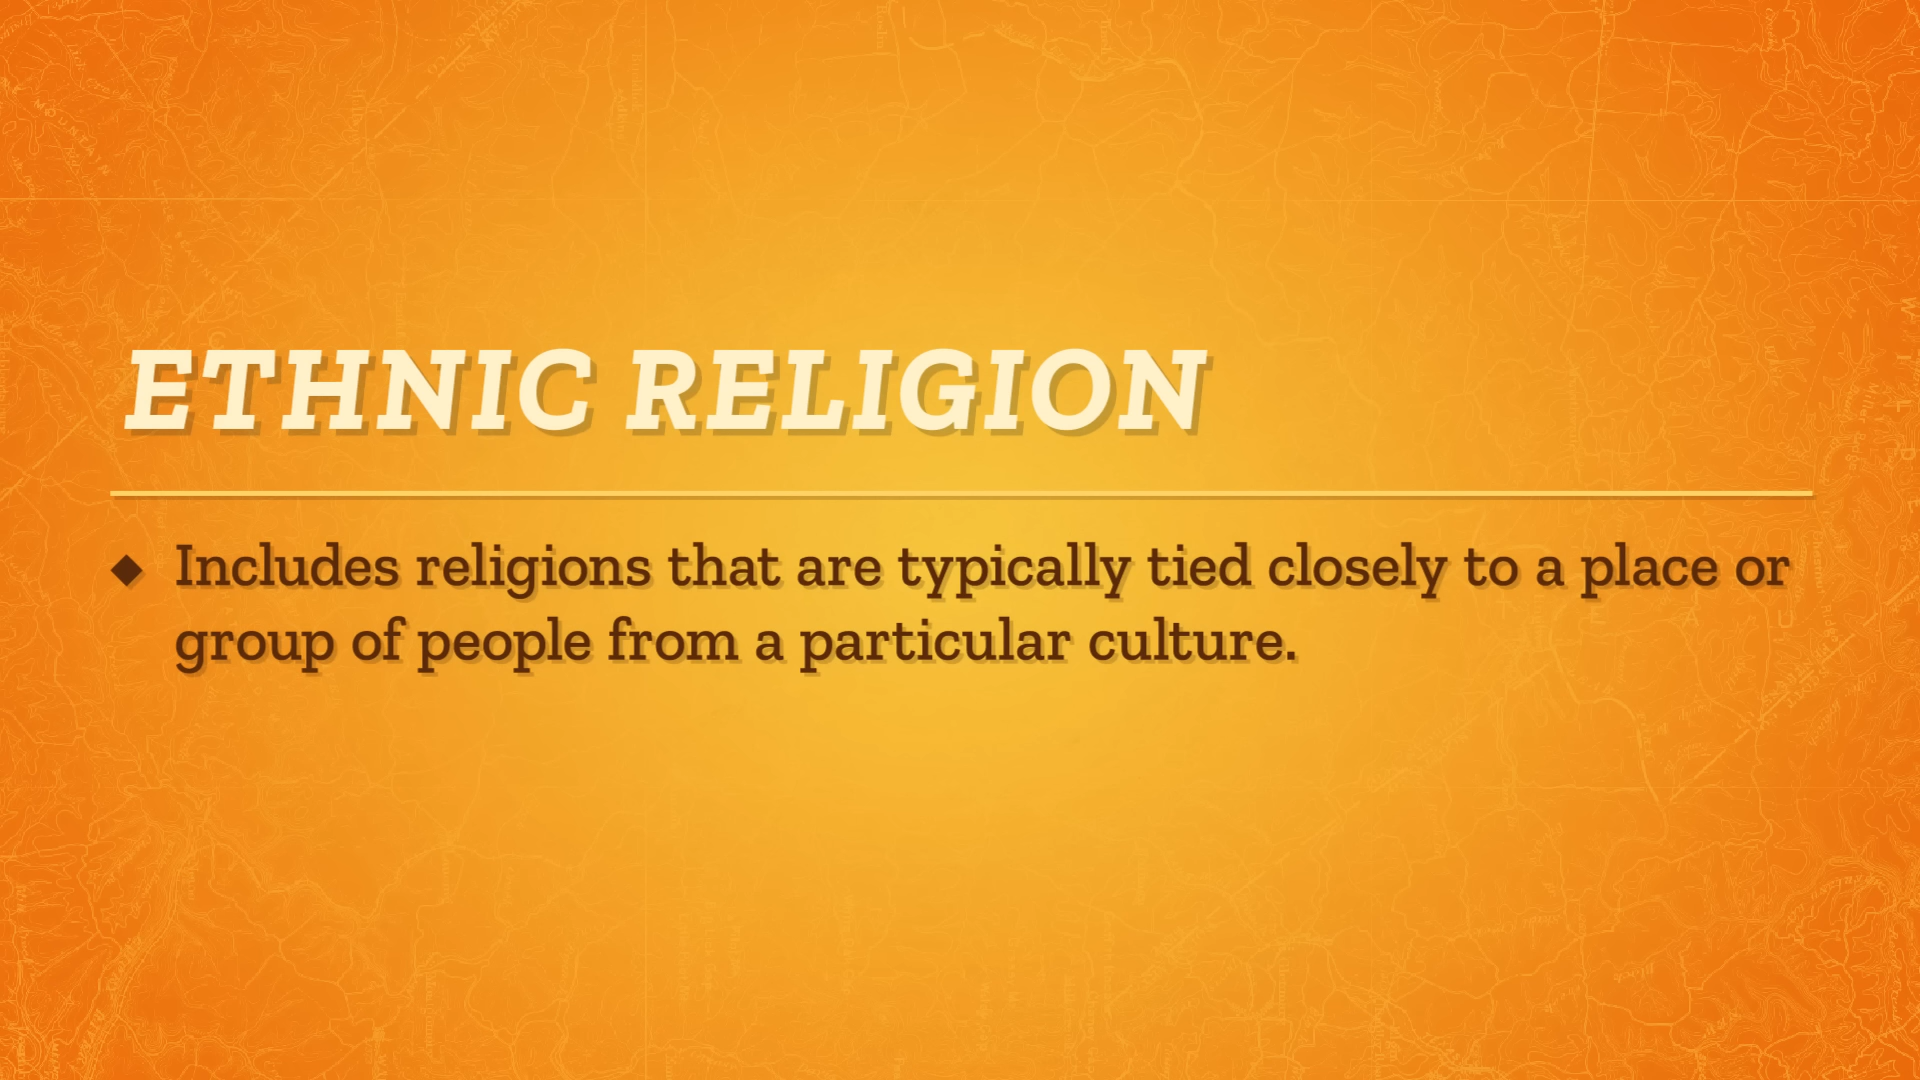 ETHNIC RELIGION
◆ Includes religions that are typically tied closely to a place or
group of people from a particular culture.